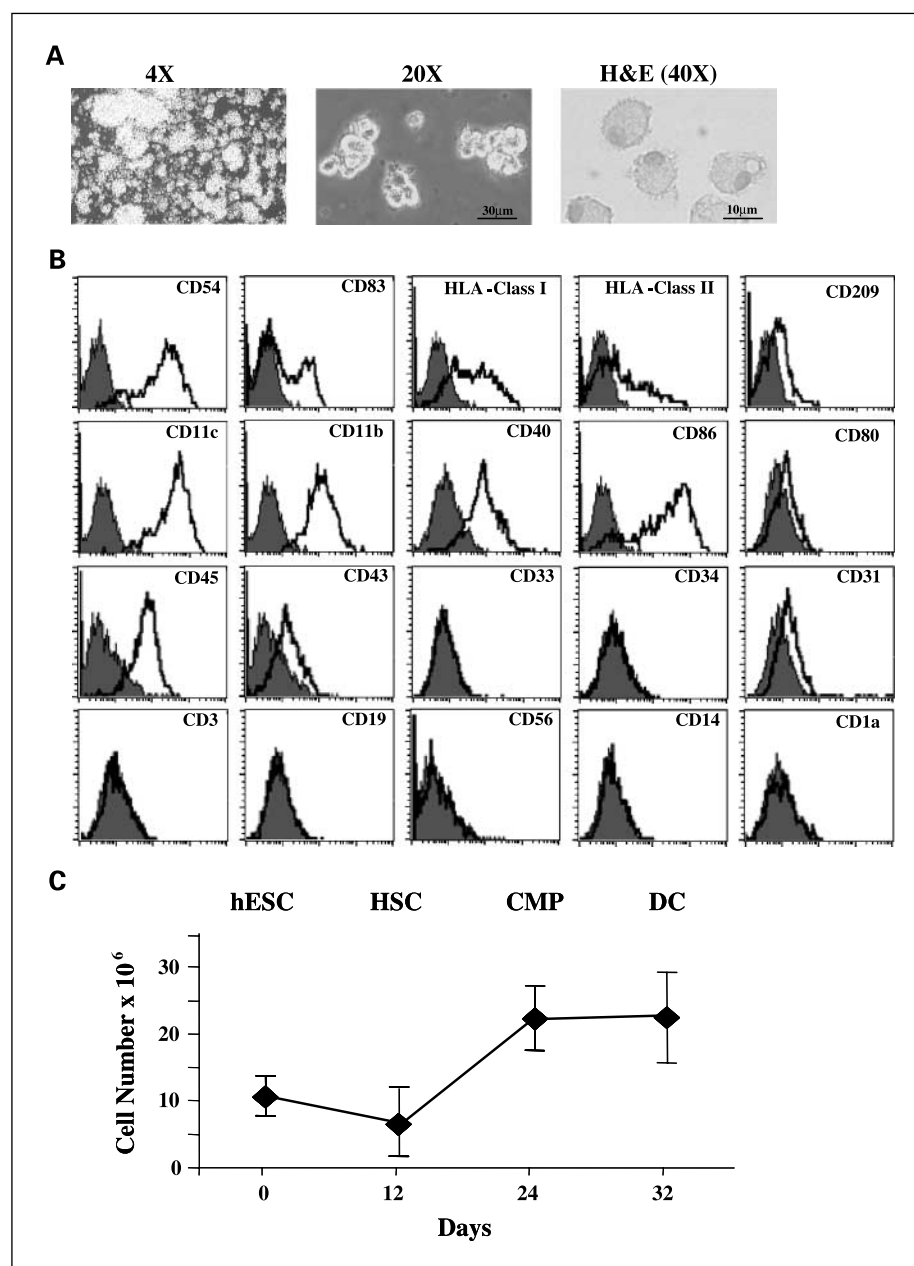 A
4X 20X H&E (40X)
30μm 10μm
B
CD54 CD83 HLA -Class I HLA -Class II CD209
CD11c CD11b CD40 CD86 CD80
CD45 CD43 CD33 CD34 CD31
CD3 CD19 CD56 CD14 CD1a
C
hESC HSC CMP DC
Cell Number x 10⁶
30
20
10
0
0 12 24 32
Days